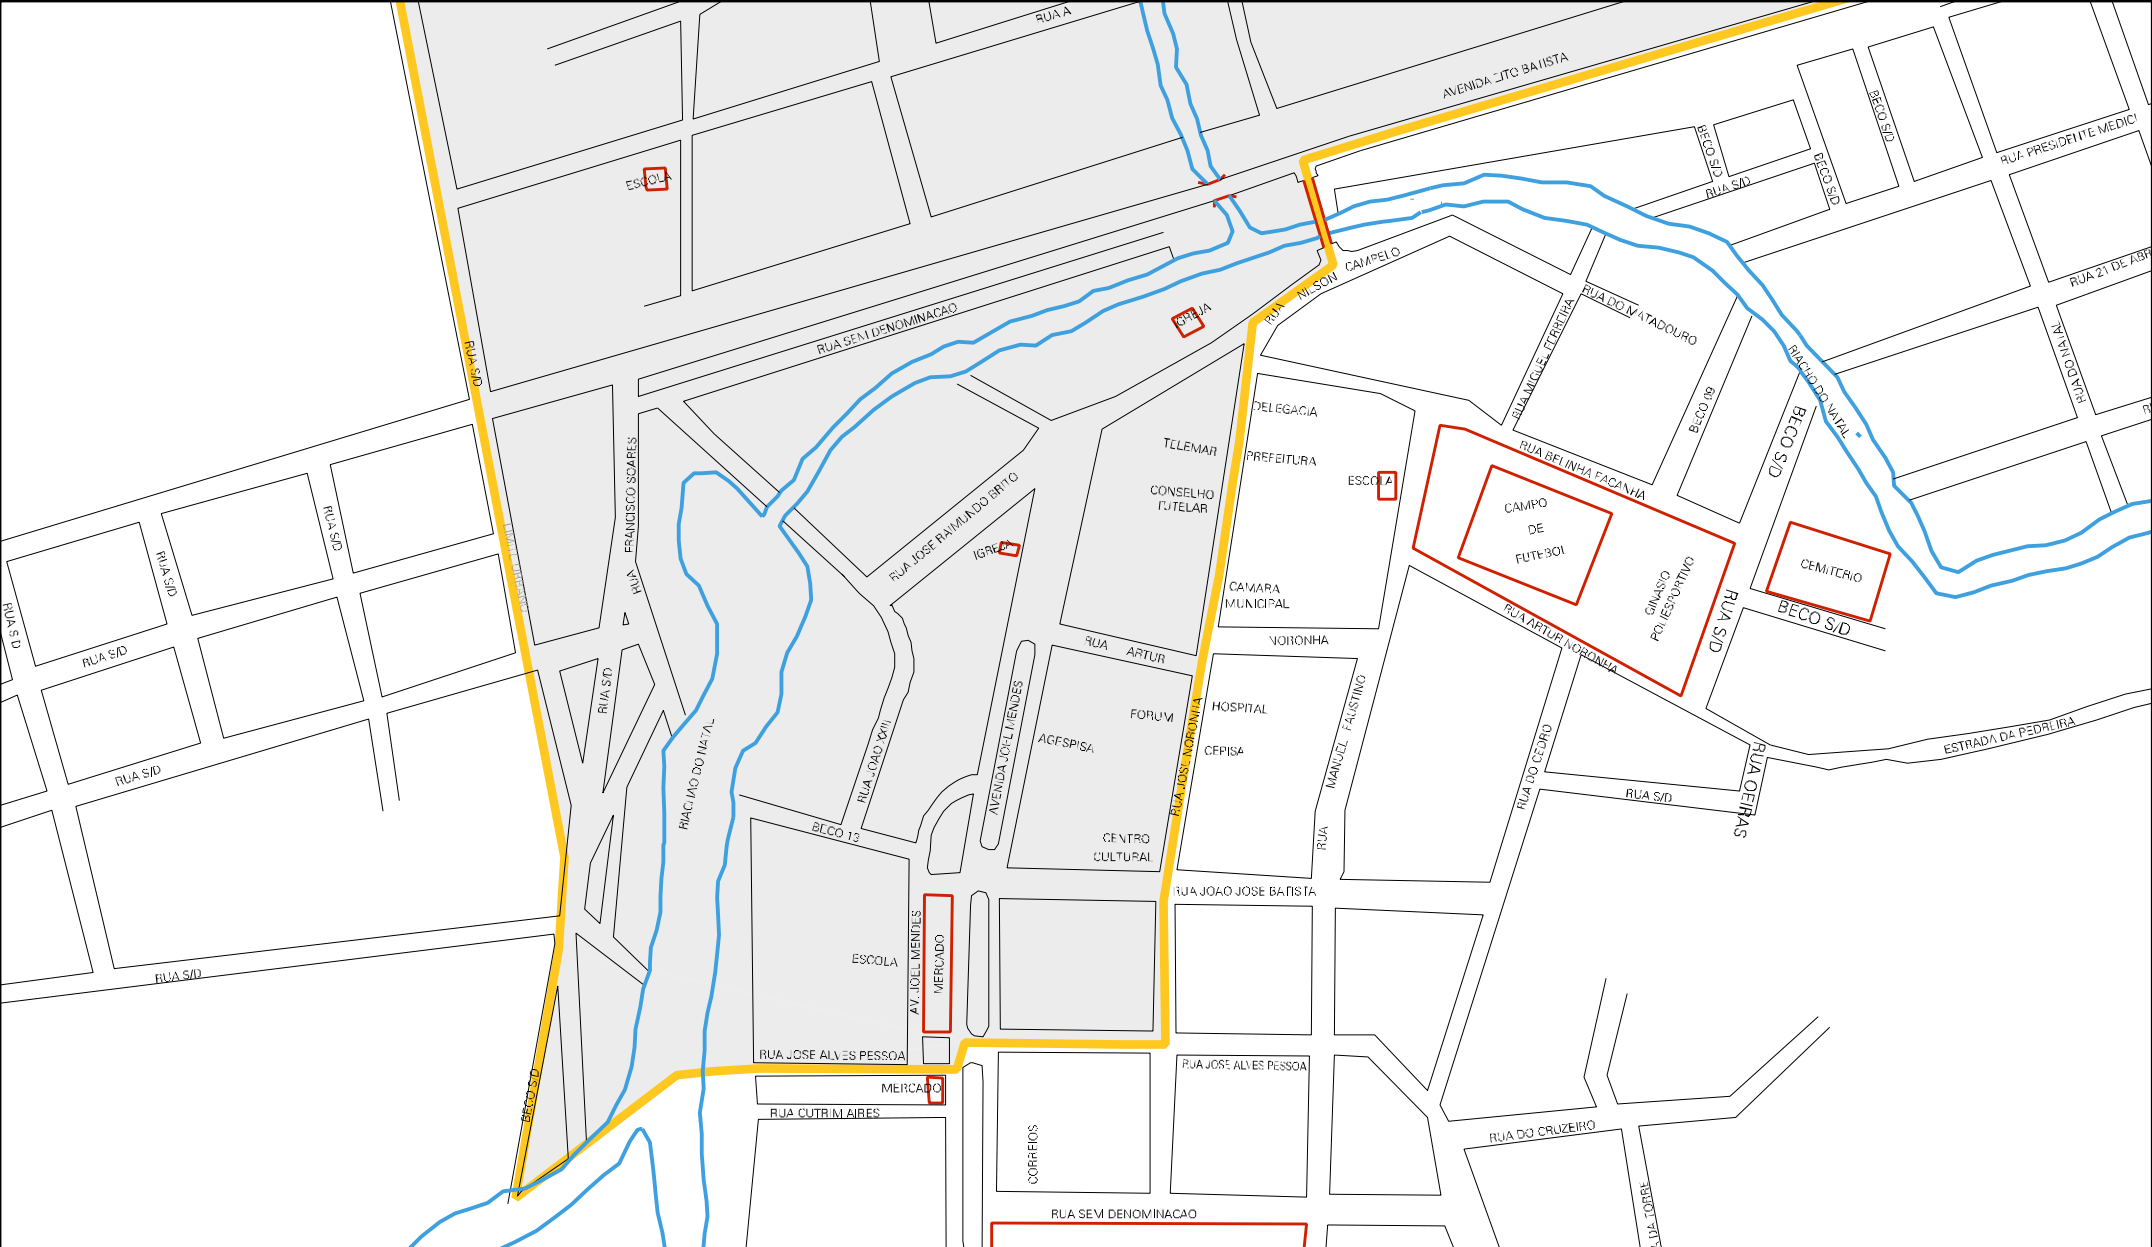 RUA A
AVENIDA TITO BATISTA
BECO S/D
BECO S/D
BECO S/D
RUA S/D
RUA PRESIDENTE MEDICI
ESCOLA
RUA 21 DE ABR
NILSON CAMPELO
RUA
IGREJA
RUA SEM DENOMINACAO
RUA DO MATADOURO
RUA MIGUEL FERREIRA
BECO 09
RIACHO DO NATAL
RUA DO NATAL
RUA S/D
DELEGACIA
TELEMAR
PREFEITURA
ESCOLA
CONSELHO
TUTELAR
RUA BELINHA FACANHA
BECO S/D
CAMPO
DE
FUTEBOL
GINASIO
POLIESPORTIVO
CEMITERIO
BECO S/D
RUA S/D
RUA FRANCISCO SOARES
LIMITE URBANO
RUA JOSE RAIMUNDO BRITO
IGREJA
CAMARA
MUNICIPAL
RUA ARTUR
NORONHA
RUA ARTUR NORONHA
RUA S/D
RUA S/D
RUA S/D
RUA S/D
RUA S/D
RUA S/D
RIACHAO DO NATAL
RUA JOAO XXIII
AVENIDA JOEL MENDES
FORUM
AGESPISA
RUA JOSE NORONHA
HOSPITAL
CEPISA
RUA MANUEL FAUSTINO
RUA DO CEDRO
RUA S/D
RUA OEIRAS
ESTRADA DA PEDREIRA
BECO 13
CENTRO
CULTURAL
RUA JOAO JOSE BATISTA
ESCOLA
AV. JOEL MENDES
MERCADO
RUA S/D
RUA JOSE ALVES PESSOA
RUA JOSE ALVES PESSOA
MERCADO
RUA CUTRIM AIRES
BECO S/D
CORREIOS
RUA DO CRUZEIRO
DA TORRE
RUA SEM DENOMINACAO